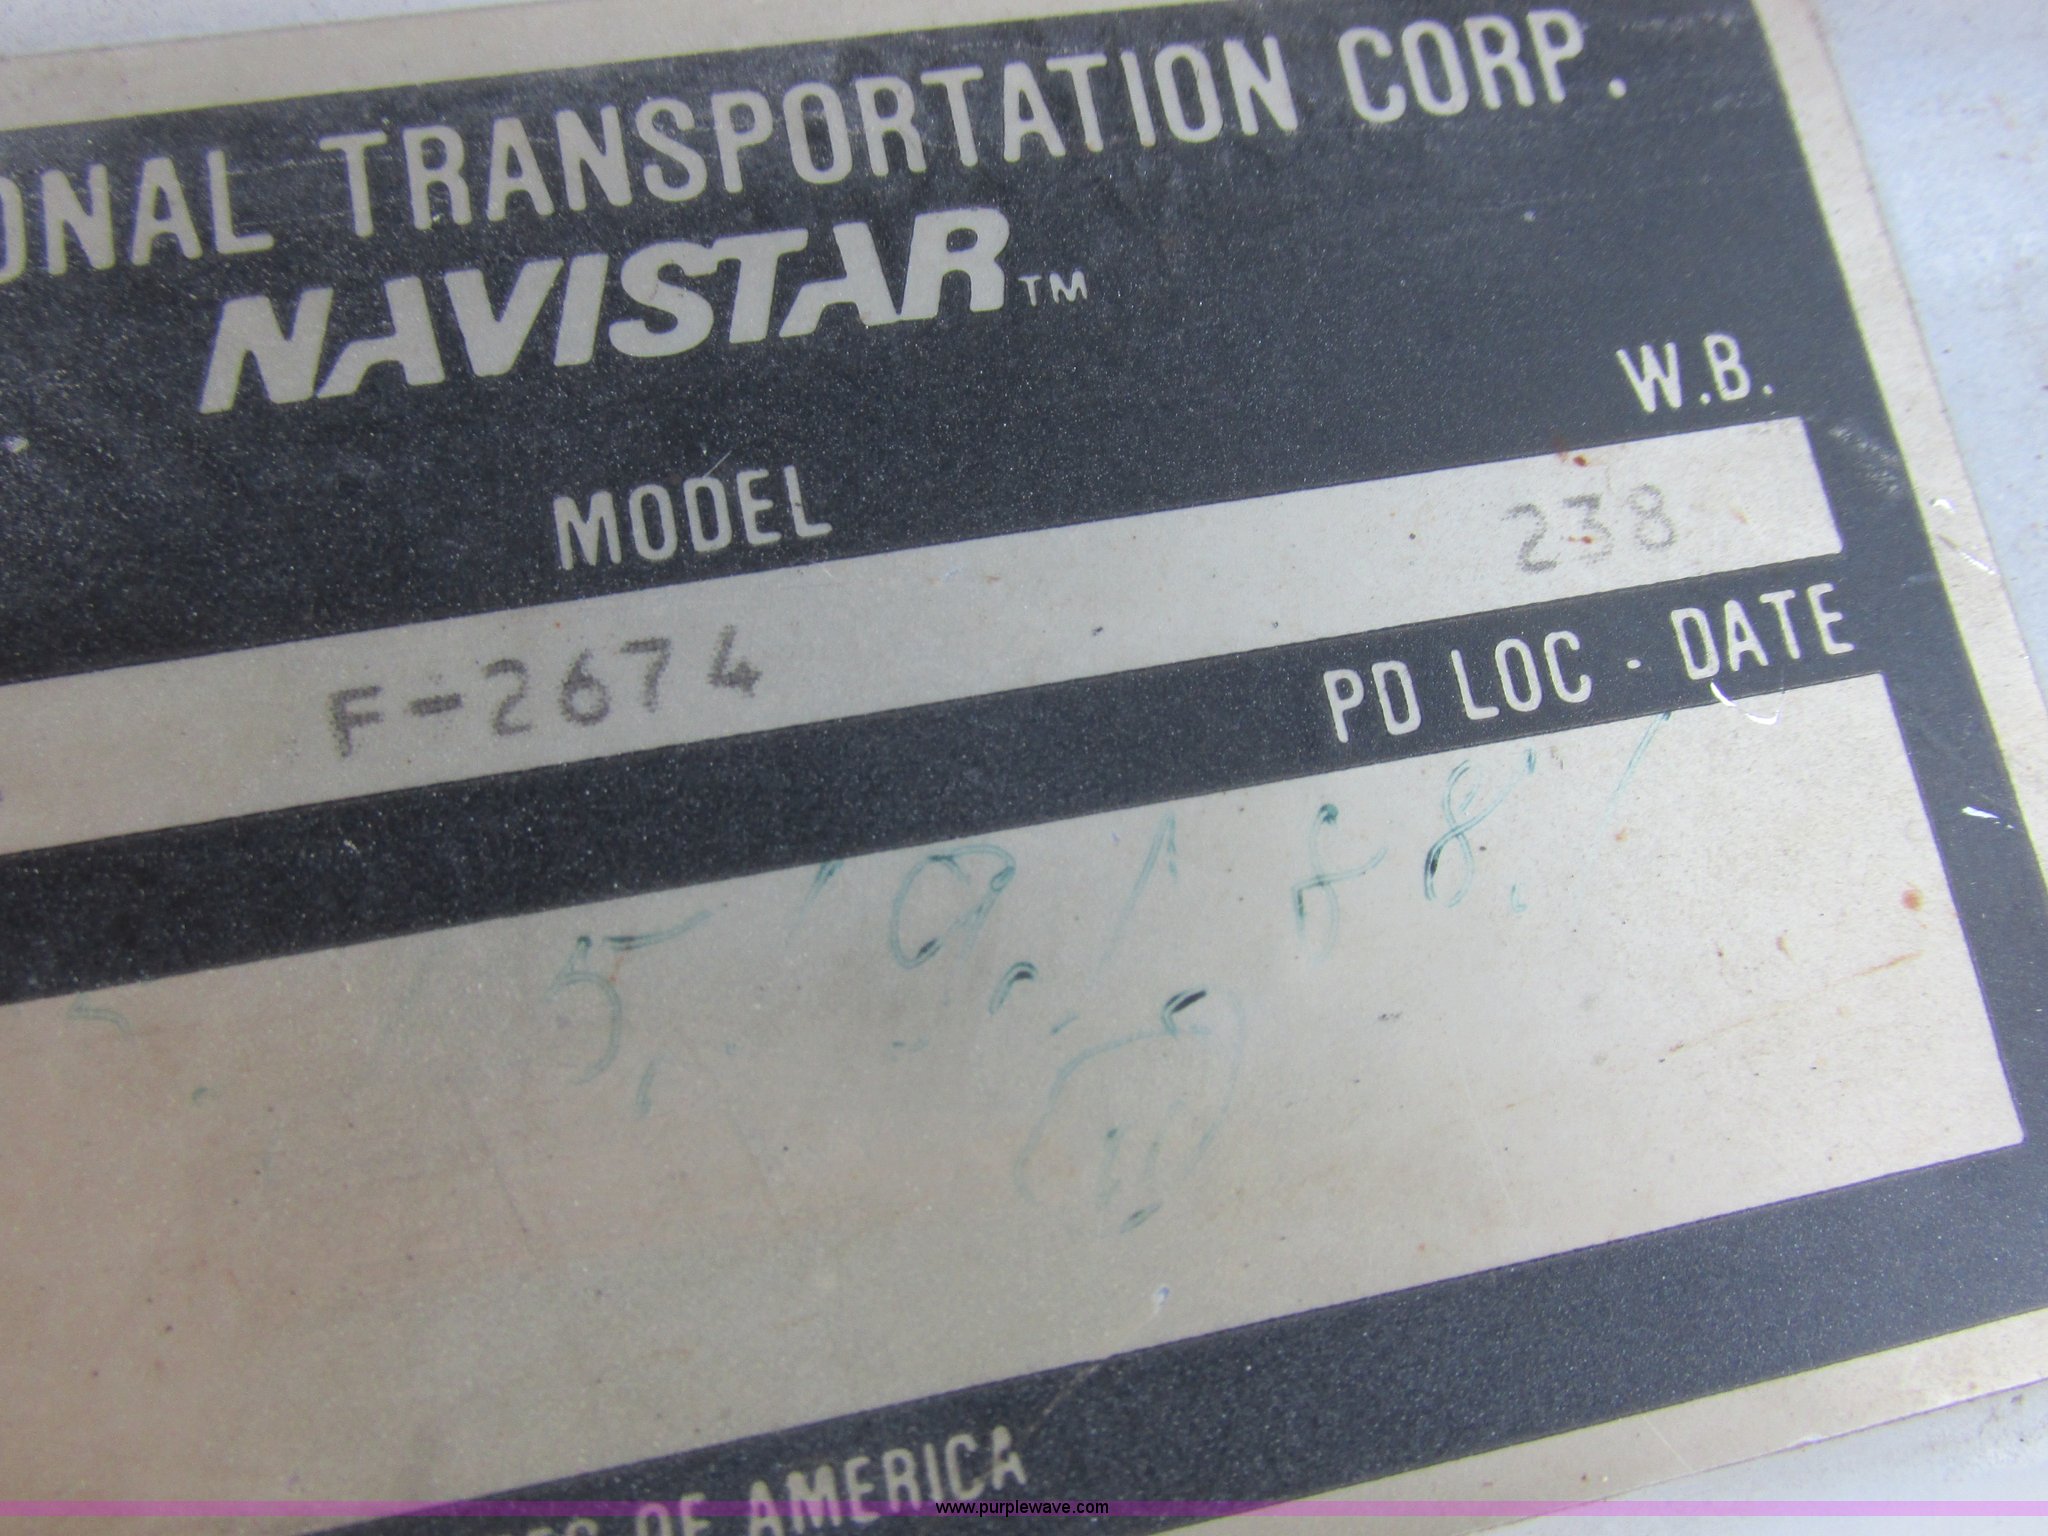 ONAL TRANSPORTATION CORP.
NAVISTAR™
W.B.
MODEL
238
F-2674
PD LOC - DATE
OF AMERICA
www.purplewave.com